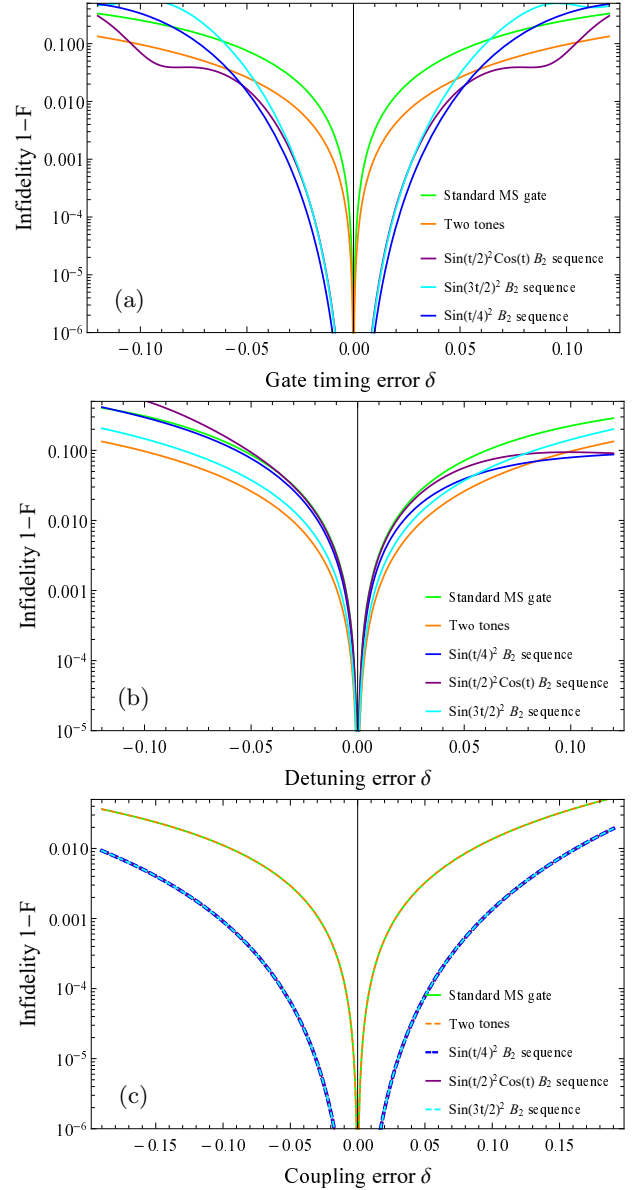 0.100
0.010
0.001
10⁻⁴
10⁻⁵
10⁻⁶
Infidelity 1−F
Standard MS gate
Two tones
Sin(t/2)² Cos(t) B₂ sequence
Sin(3t/2)² B₂ sequence
Sin(t/4)² B₂ sequence
(a)
−0.10 −0.05 0.00 0.05 0.10
Gate timing error δ
0.100
0.010
0.001
10⁻⁴
10⁻⁵
Infidelity 1−F
Standard MS gate
Two tones
Sin(t/4)² B₂ sequence
Sin(t/2)² Cos(t) B₂ sequence
Sin(3t/2)² B₂ sequence
(b)
−0.10 −0.05 0.00 0.05 0.10
Detuning error δ
0.010
0.001
10⁻⁴
10⁻⁵
10⁻⁶
Infidelity 1−F
Standard MS gate
Two tones
Sin(t/4)² B₂ sequence
Sin(t/2)² Cos(t) B₂ sequence
Sin(3t/2)² B₂ sequence
(c)
−0.15 −0.10 −0.05 0.00 0.05 0.10 0.15
Coupling error δ